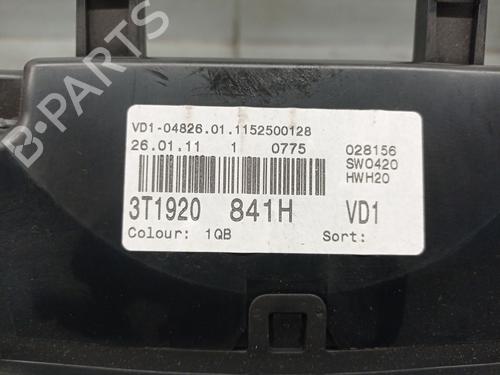 VD1-04826.01.1152500128
26.01.11 1 0775 028156
SW0420
HWH20
3T1920 841H VD1
Colour: 1QB Sort:
B-PARTS